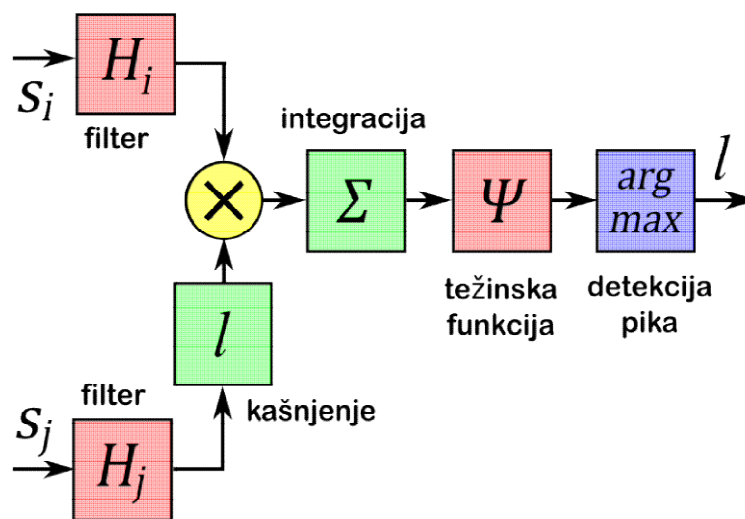 H_i
s_i
filter
integracija
Σ
Ψ
arg
max
l
težinska
funkcija
detekcija
pika
l
kašnjenje
filter
s_j
H_j